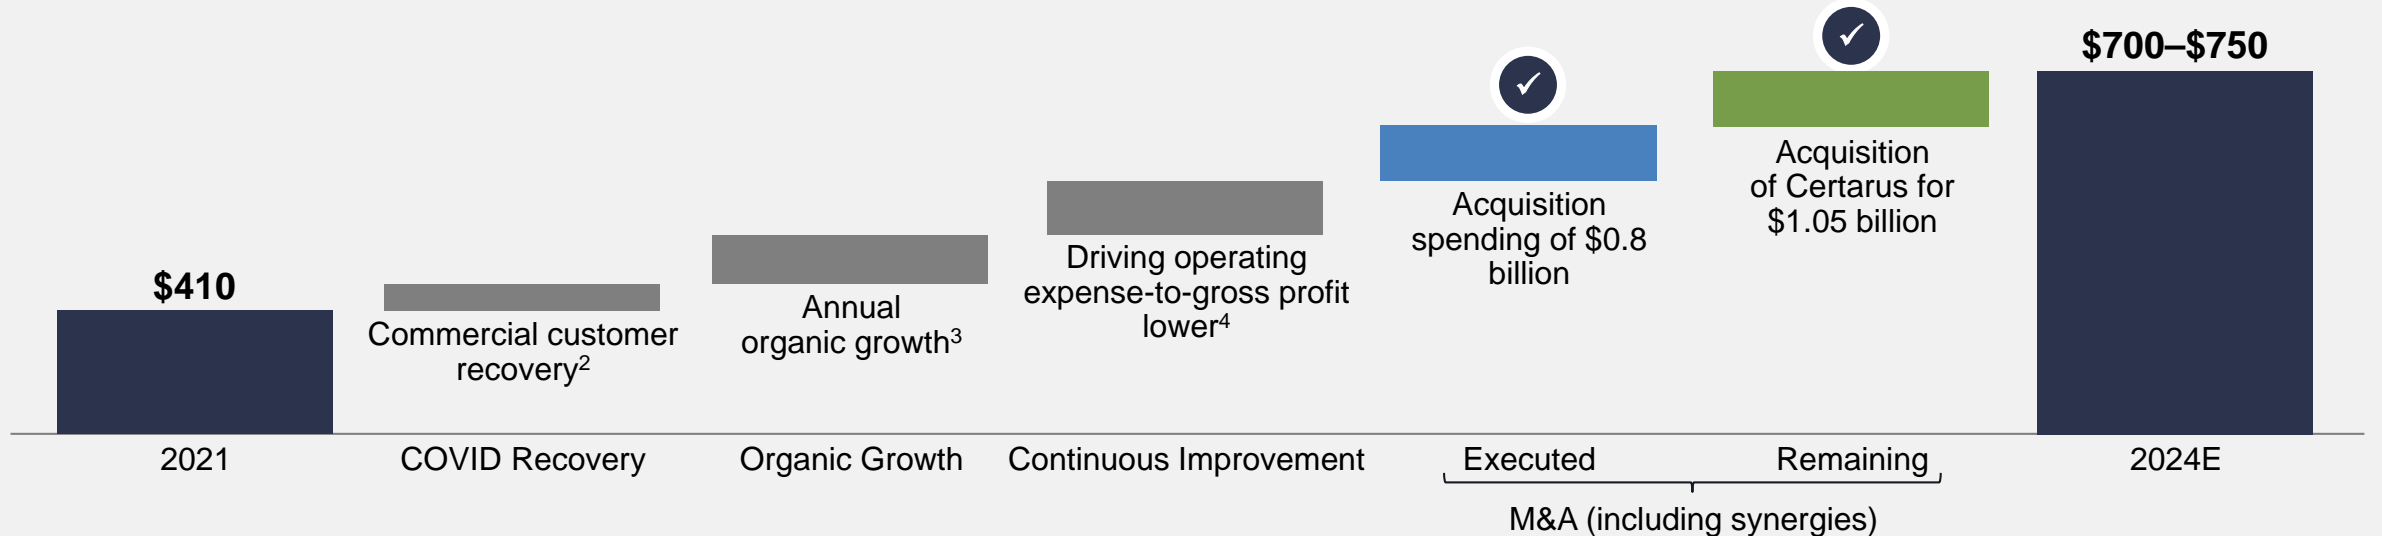 $410
Commercial customer
recovery2
Annual
organic growth3
Driving operating
expense-to-gross profit
lower4
Acquisition
spending of $0.8
billion
Acquisition
of Certarus for
$1.05 billion
$700–$750
2021
COVID Recovery
Organic Growth
Continuous Improvement
Executed
Remaining
2024E
M&A (including synergies)